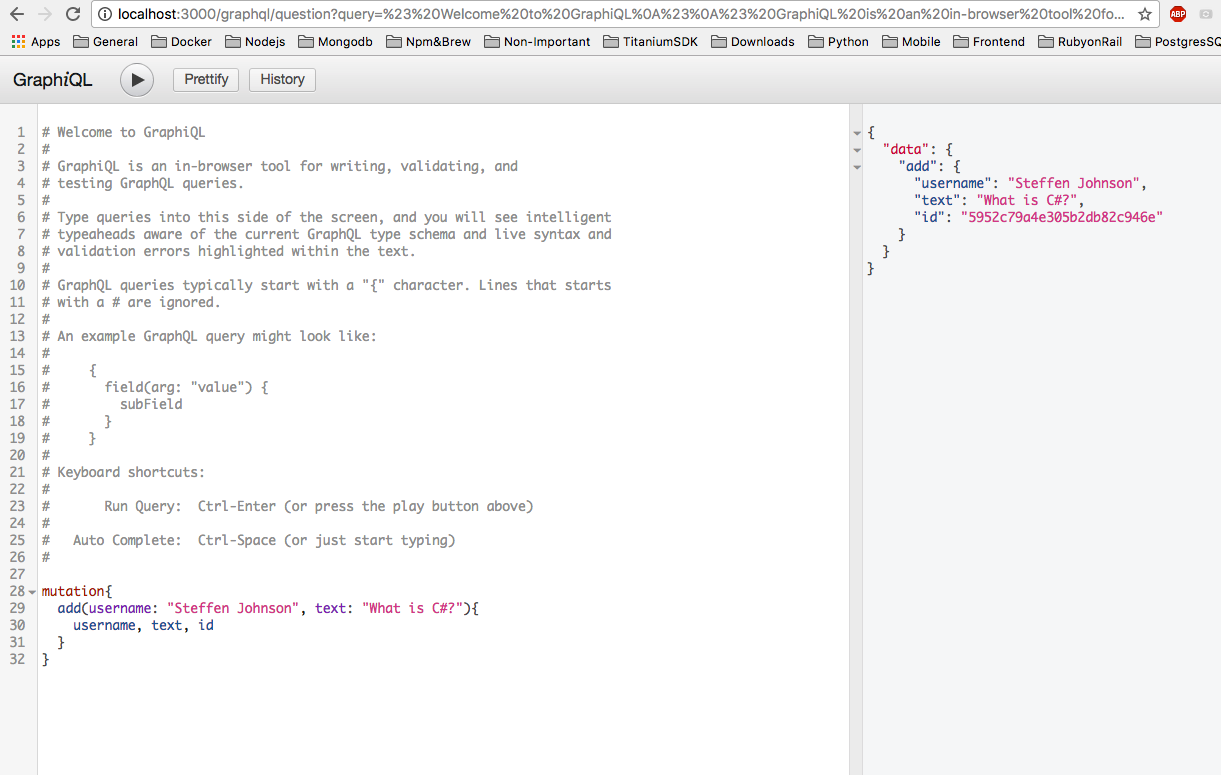 localhost:3000/graphql/question?query=%23%20Welcome%20to%20GraphiQL%0A%23%0A%23%20GraphiQL%20is%20an%20in-browser%20tool%20fo... ABP
Apps General Docker Nodejs Mongodb Npm&Brew Non-Important TitaniumSDK Downloads Python Mobile Frontend RubyonRail PostgresSQ
GraphiQL Prettify History
1 # Welcome to GraphiQL
2 #
3 # GraphiQL is an in-browser tool for writing, validating, and
4 # testing GraphQL queries.
5 #
6 # Type queries into this side of the screen, and you will see intelligent
7 # typeaheads aware of the current GraphQL type schema and live syntax and
8 # validation errors highlighted within the text.
9 #
10 # GraphQL queries typically start with a "{" character. Lines that starts
11 # with a # are ignored.
12 #
13 # An example GraphQL query might look like:
14 #
15 #     {
16 #       field(arg: "value") {
17 #         subField
18 #       }
19 #     }
20 #
21 # Keyboard shortcuts:
22 #
23 #       Run Query:  Ctrl-Enter (or press the play button above)
24 #
25 #   Auto Complete:  Ctrl-Space (or just start typing)
26 #
27
28 mutation{
29   add(username: "Steffen Johnson", text: "What is C#?"){
30     username, text, id
31   }
32 }
{
  "data": {
    "add": {
      "username": "Steffen Johnson",
      "text": "What is C#?",
      "id": "5952c79a4e305b2db82c946e"
    }
  }
}